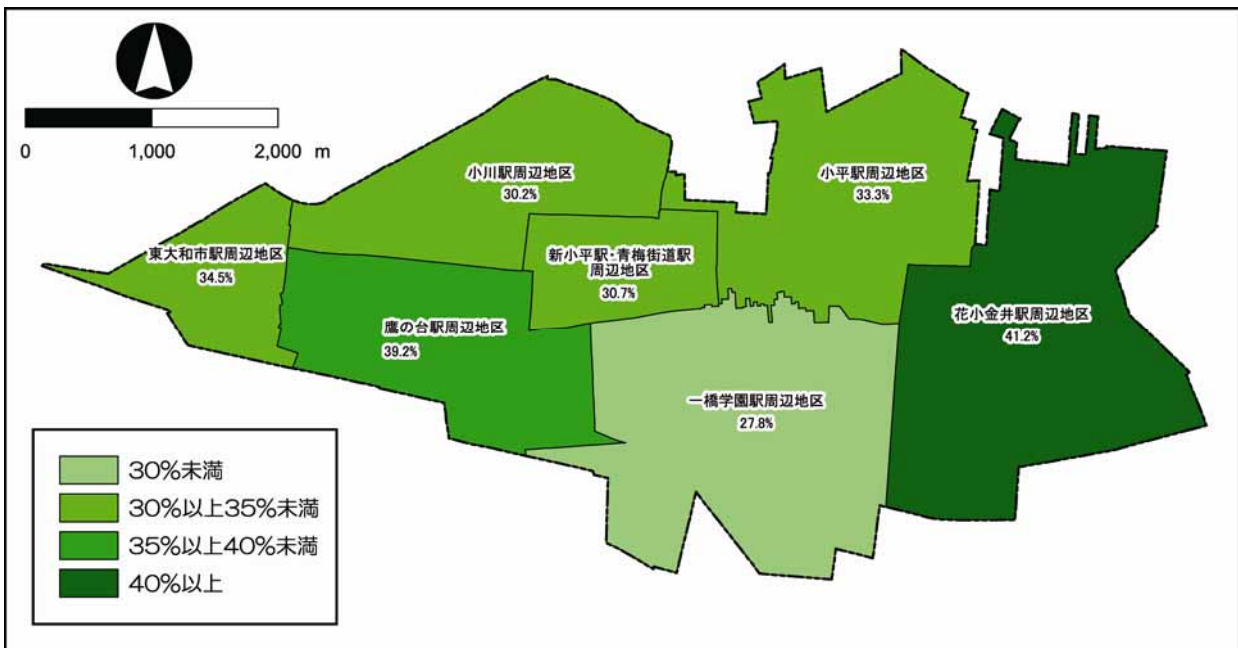 0 1,000 2,000 m
小川駅周辺地区
30.2%
小平駅周辺地区
33.3%
東大和市駅周辺地区
34.5%
新小平駅・青梅街道駅
周辺地区
30.7%
鷹の台駅周辺地区
39.2%
花小金井駅周辺地区
41.2%
一橋学園駅周辺地区
27.8%
30%未満
30%以上35%未満
35%以上40%未満
40%以上